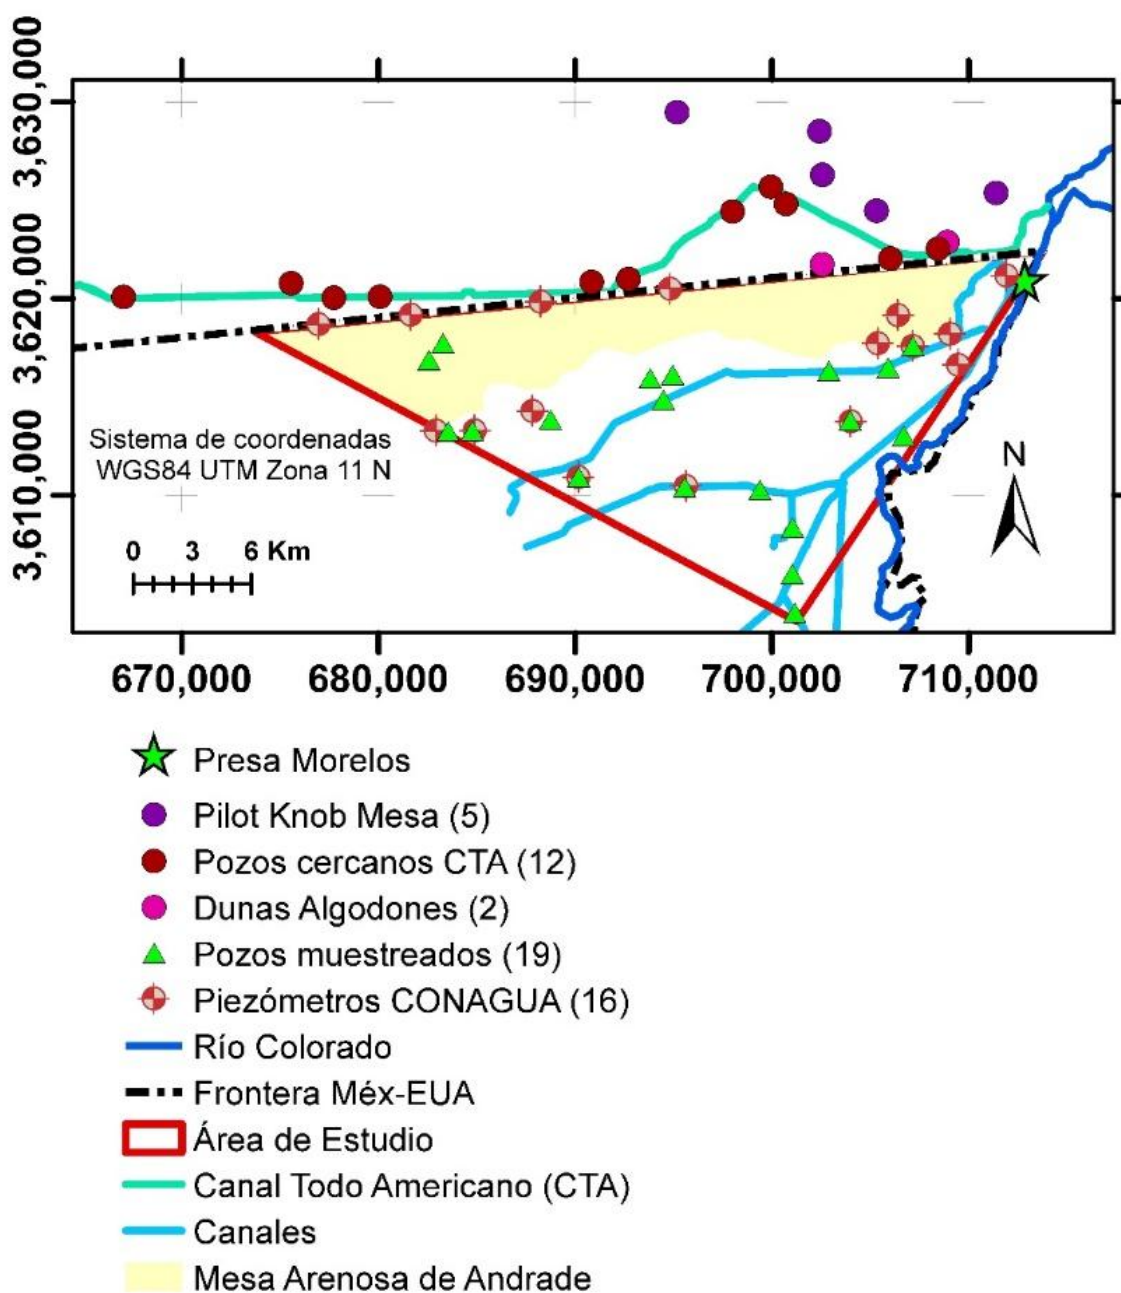 3,630,000
3,620,000
3,610,000
Sistema de coordenadas
WGS84 UTM Zona 11 N
N
0 3 6 Km
670,000 680,000 690,000 700,000 710,000
Presa Morelos
Pilot Knob Mesa (5)
Pozos cercanos CTA (12)
Dunas Algodones (2)
Pozos muestreados (19)
Piezómetros CONAGUA (16)
Río Colorado
Frontera Méx-EUA
Área de Estudio
Canal Todo Americano (CTA)
Canales
Mesa Arenosa de Andrade